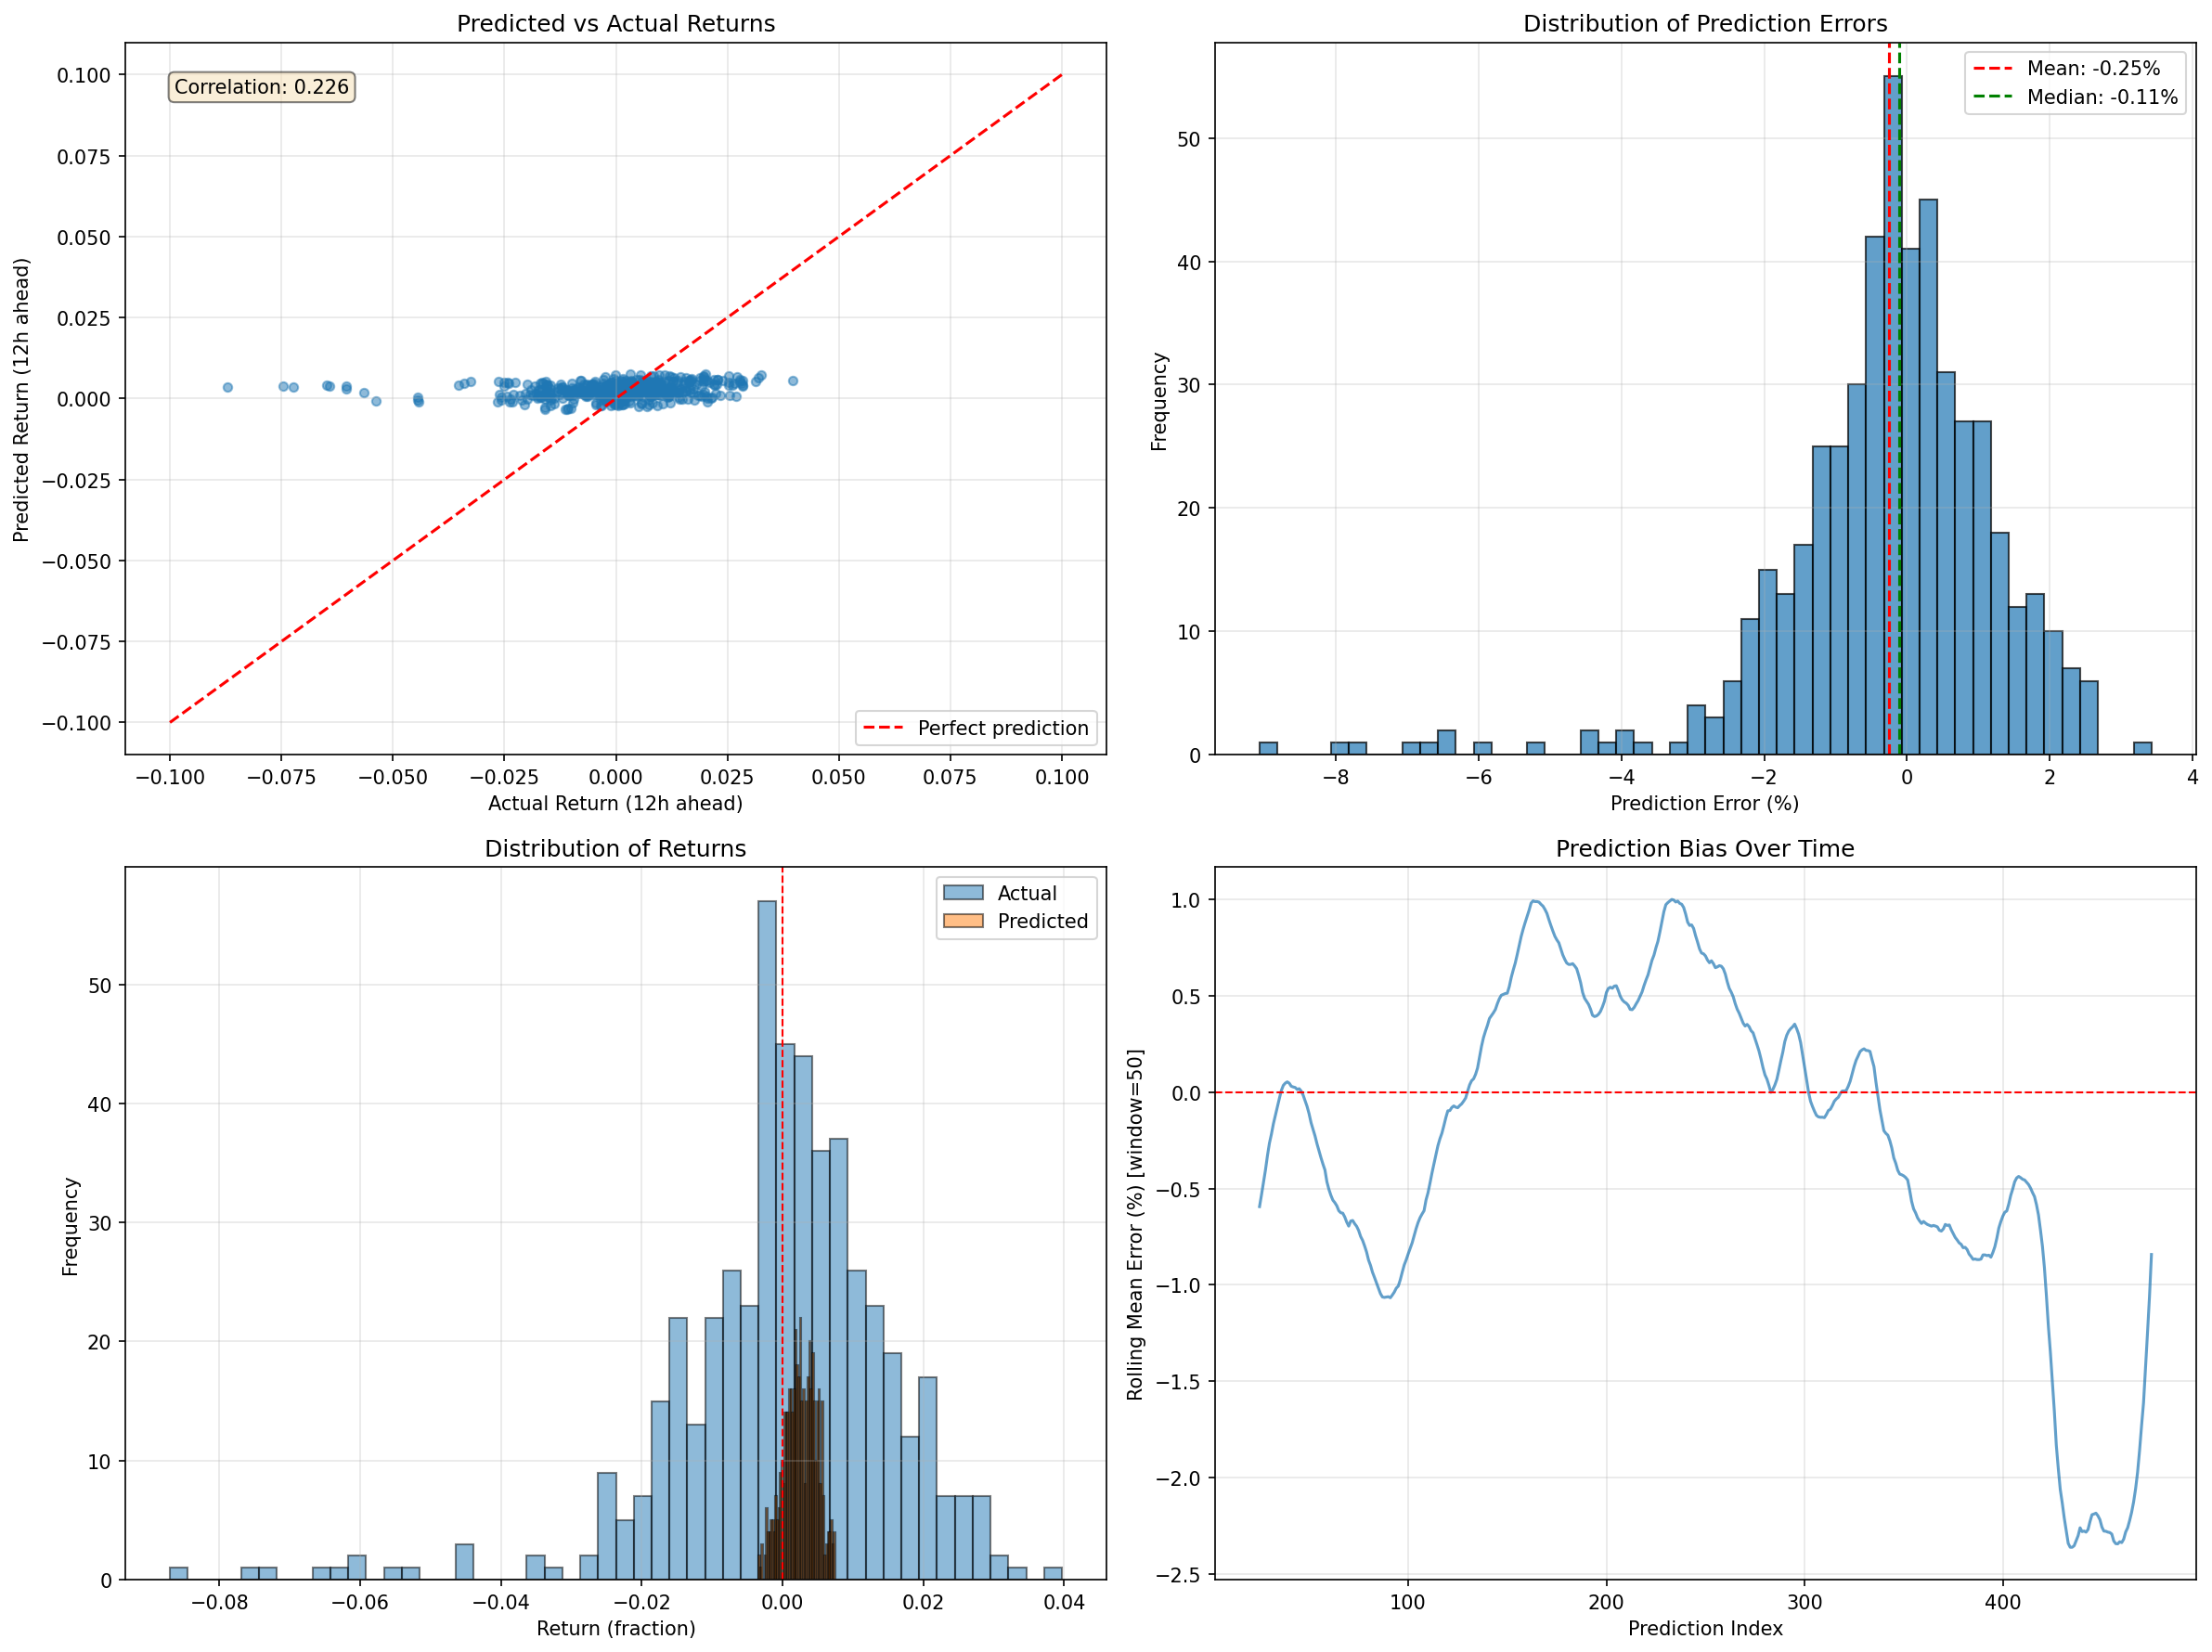 Predicted vs Actual Returns
Correlation: 0.226
0.100
0.075
0.050
0.025
0.000
−0.025
−0.050
−0.075
−0.100
Predicted Return (12h ahead)
Perfect prediction
−0.100 −0.075 −0.050 −0.025 0.000 0.025 0.050 0.075 0.100
Actual Return (12h ahead)
Distribution of Prediction Errors
Mean: -0.25%
Median: -0.11%
50
40
30
20
10
0
Frequency
−8 −6 −4 −2 0 2 4
Prediction Error (%)
Distribution of Returns
Actual
Predicted
50
40
30
20
10
0
Frequency
−0.08 −0.06 −0.04 −0.02 0.00 0.02 0.04
Return (fraction)
Prediction Bias Over Time
1.0
0.5
0.0
−0.5
−1.0
−1.5
−2.0
−2.5
Rolling Mean Error (%) [window=50]
100 200 300 400
Prediction Index